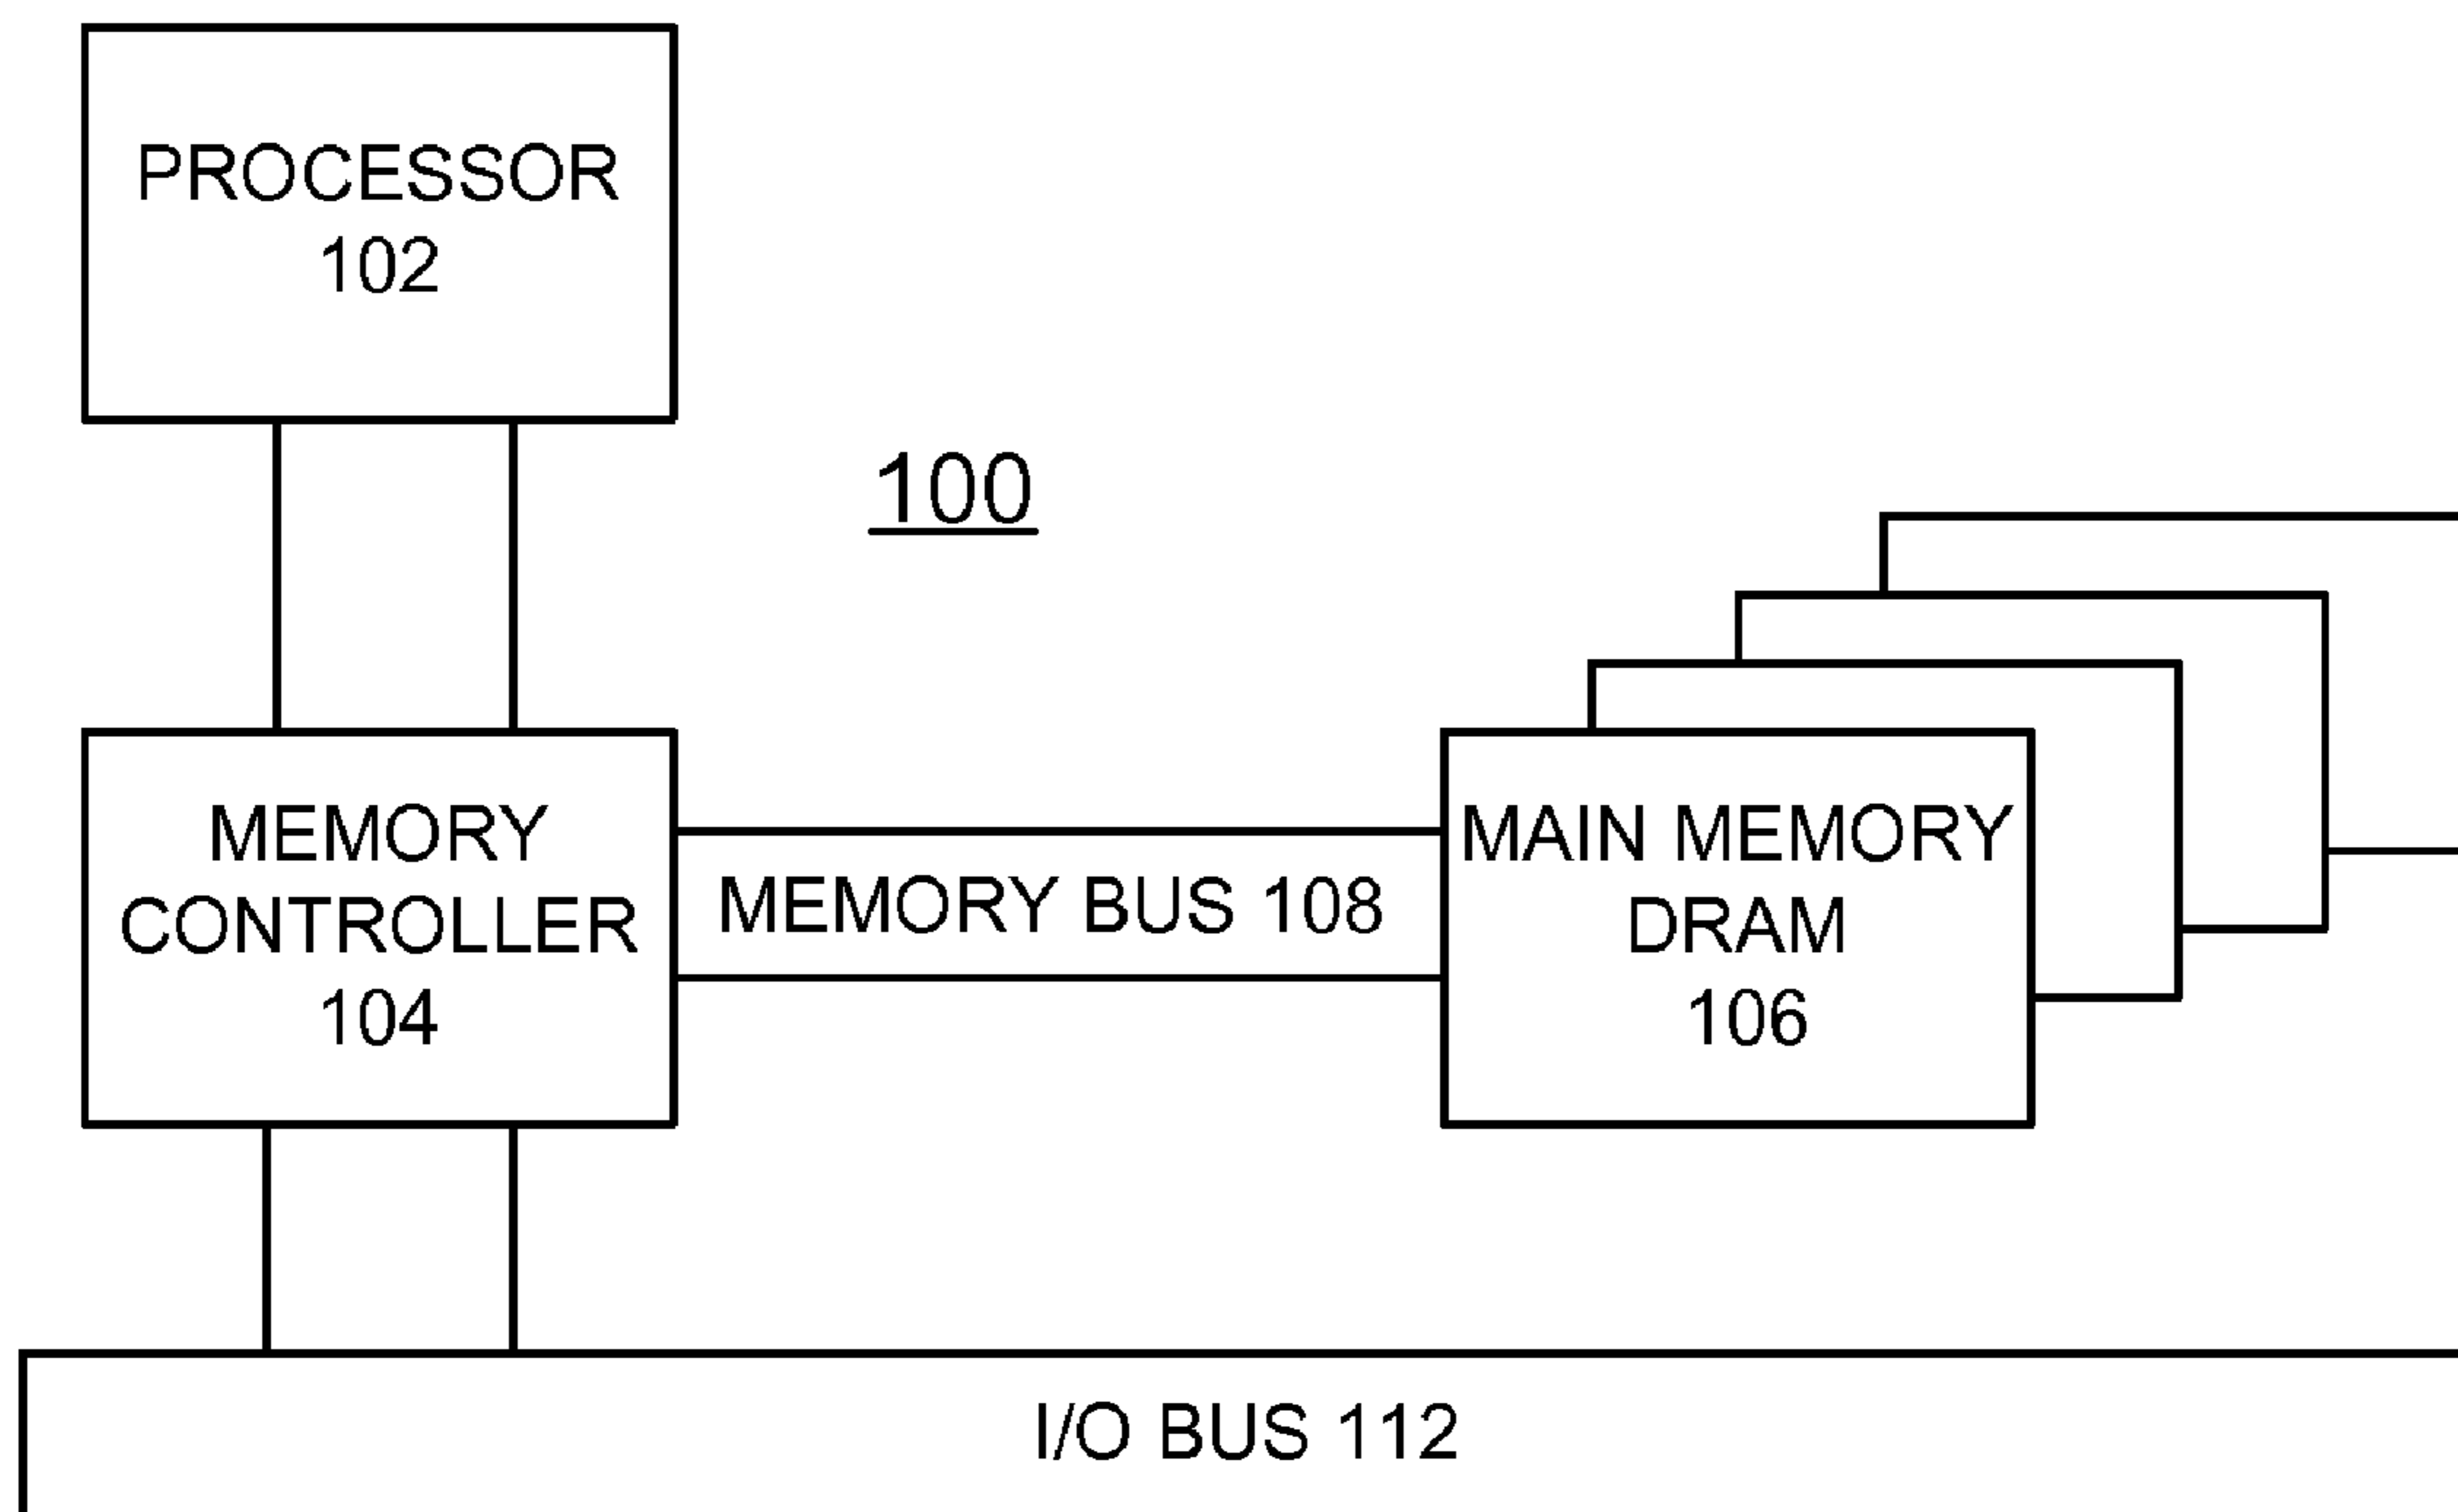 PROCESSOR
102
100
MEMORY
CONTROLLER
104
MEMORY BUS 108
MAIN MEMORY
DRAM
106
I/O BUS 112